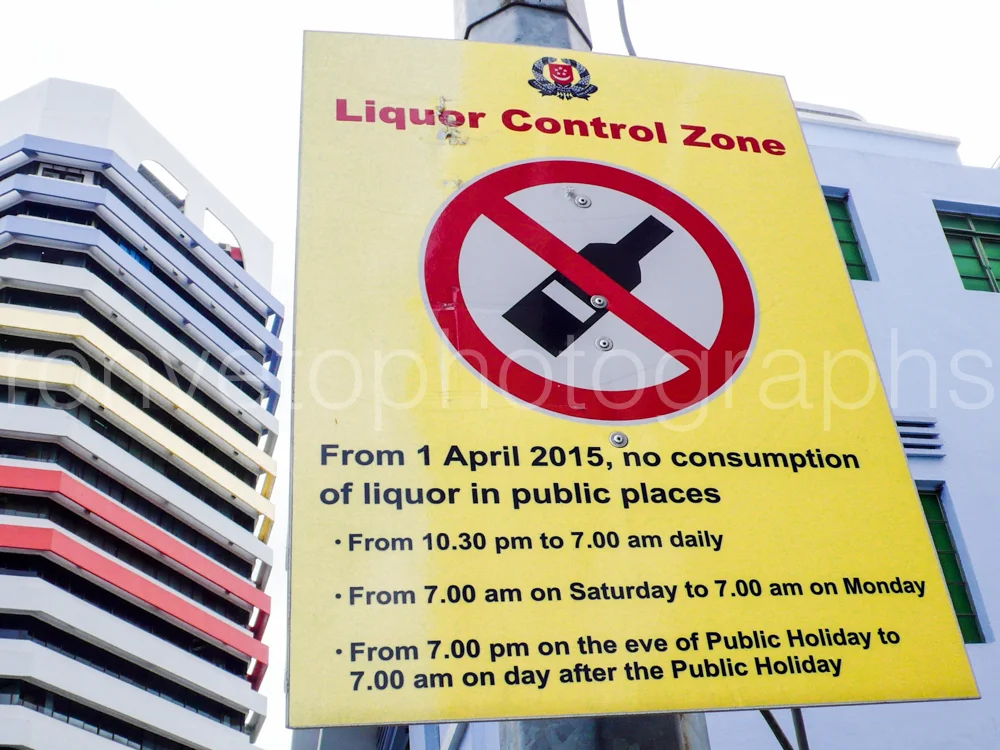 Liquor Control Zone
ronvetophotographs
From 1 April 2015, no consumption
of liquor in public places
· From 10.30 pm to 7.00 am daily
· From 7.00 am on Saturday to 7.00 am on Monday
· From 7.00 pm on the eve of Public Holiday to
7.00 am on day after the Public Holiday